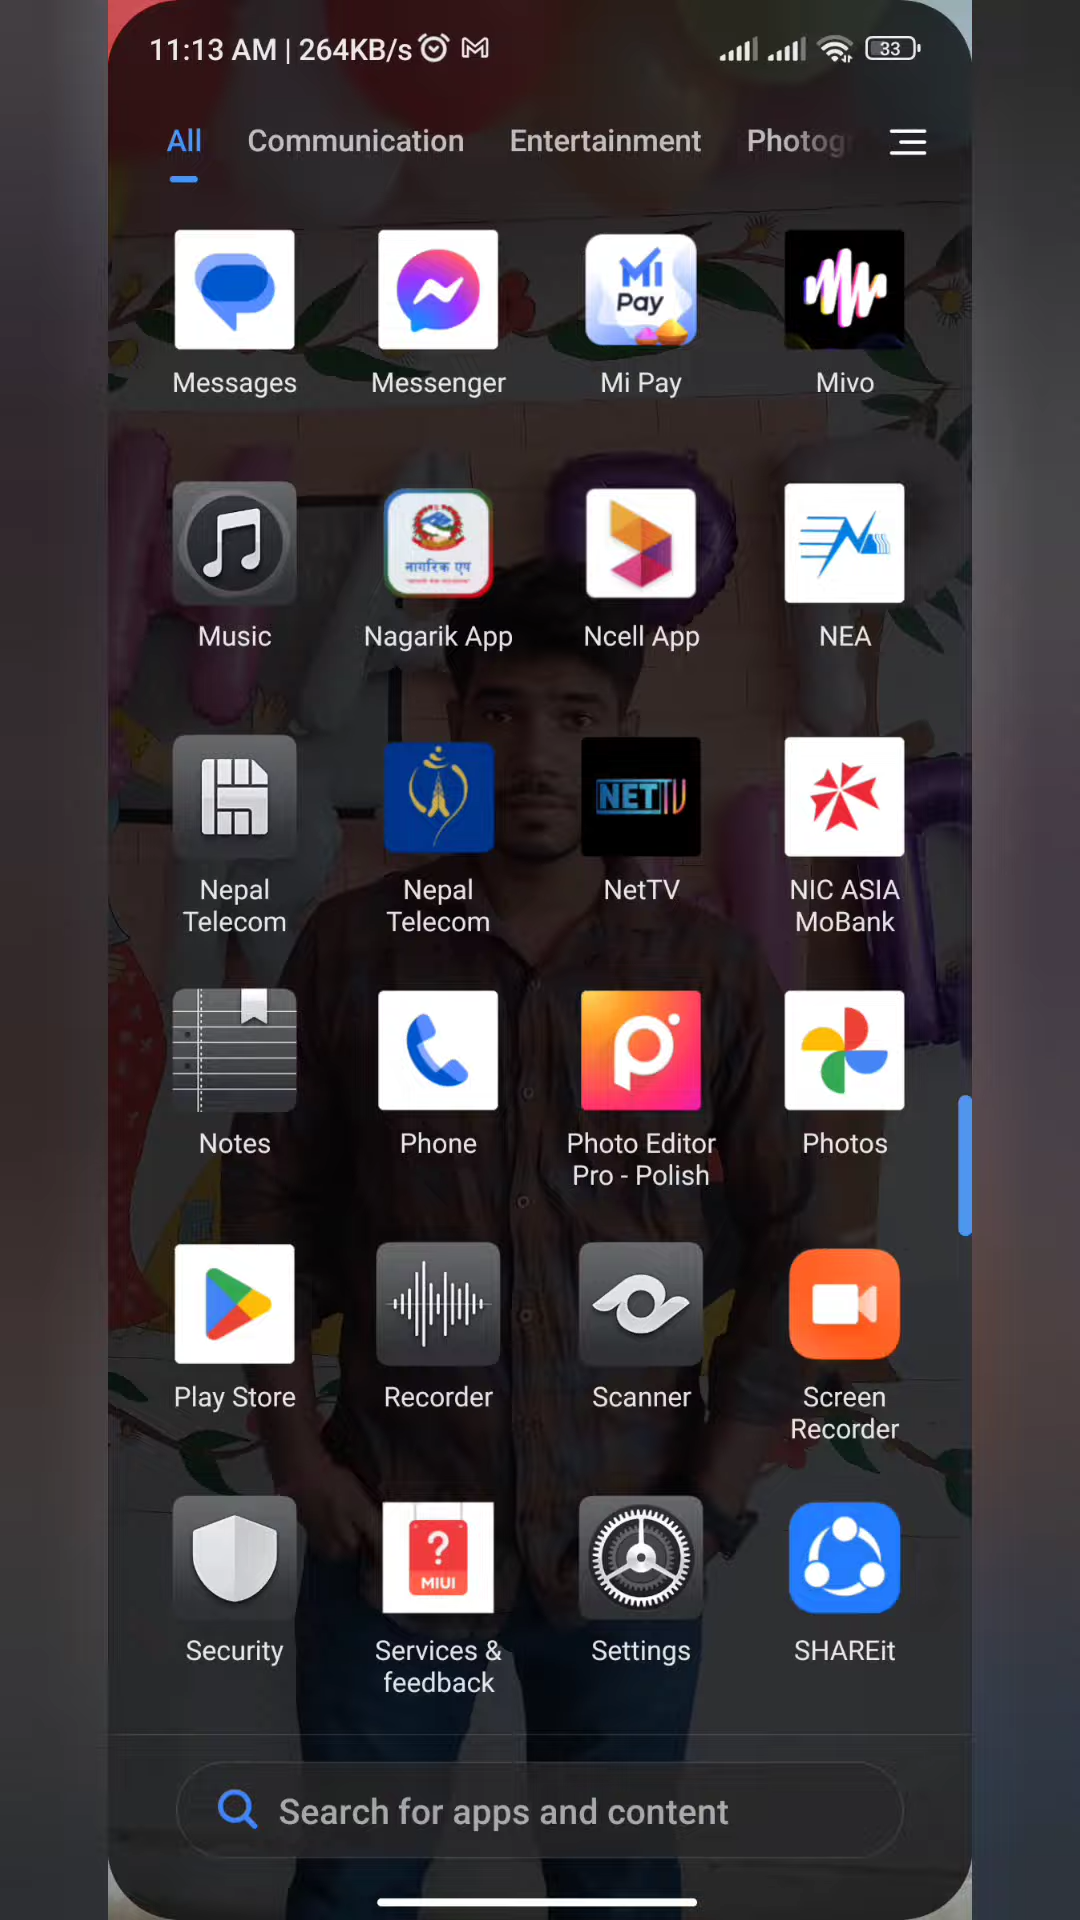 11:13 AM | 264KB/s
33
All Communication Entertainment Photog
Mi
Pay
Messages Messenger Mi Pay Mivo
नागरिक एप
Music Nagarik App Ncell App NEA
NETTV
Nepal
Telecom
Nepal
Telecom
NetTV
NIC ASIA
MoBank
Notes Phone
Photo Editor
Pro - Polish
Photos
Play Store Recorder Scanner
Screen
Recorder
?
MIUI
Security
Services &
feedback
Settings SHAREit
Search for apps and content